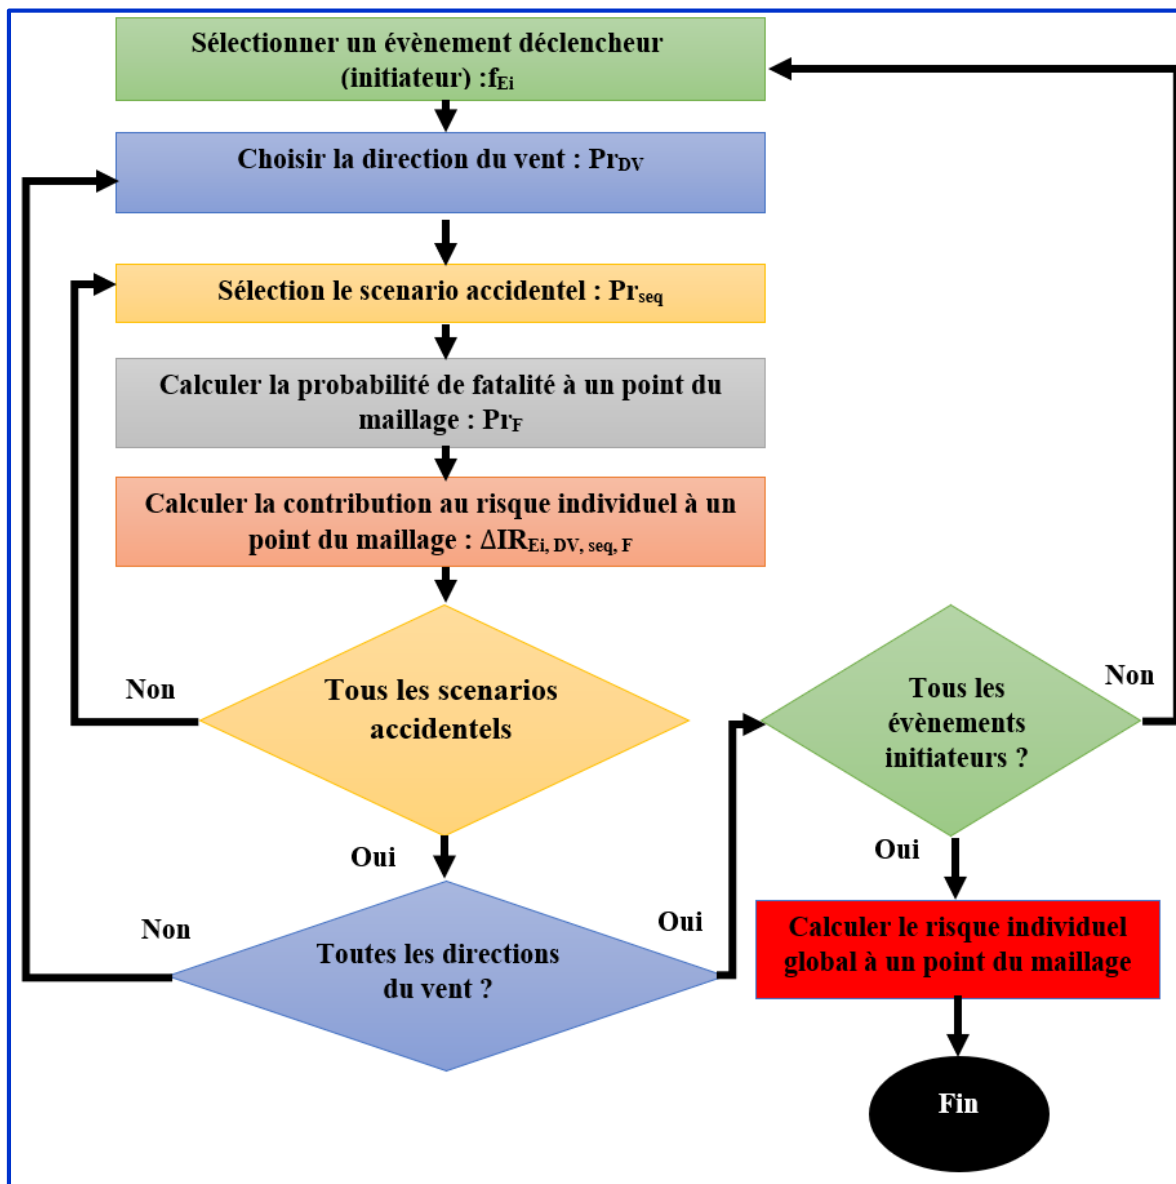 Sélectionner un évènement déclencheur
(initiateur) :fEi
Choisir la direction du vent : PrDV
Sélection le scenario accidentel : Prseq
Calculer la probabilité de fatalité à un point du
maillage : PrF
Calculer la contribution au risque individuel à un
point du maillage : ΔIREi, DV, seq, F
Non
Tous les scenarios
accidentels
Oui
Non
Toutes les directions
du vent ?
Oui
Tous les
évènements
initiateurs ?
Non
Oui
Calculer le risque individuel
global à un point du maillage
Fin